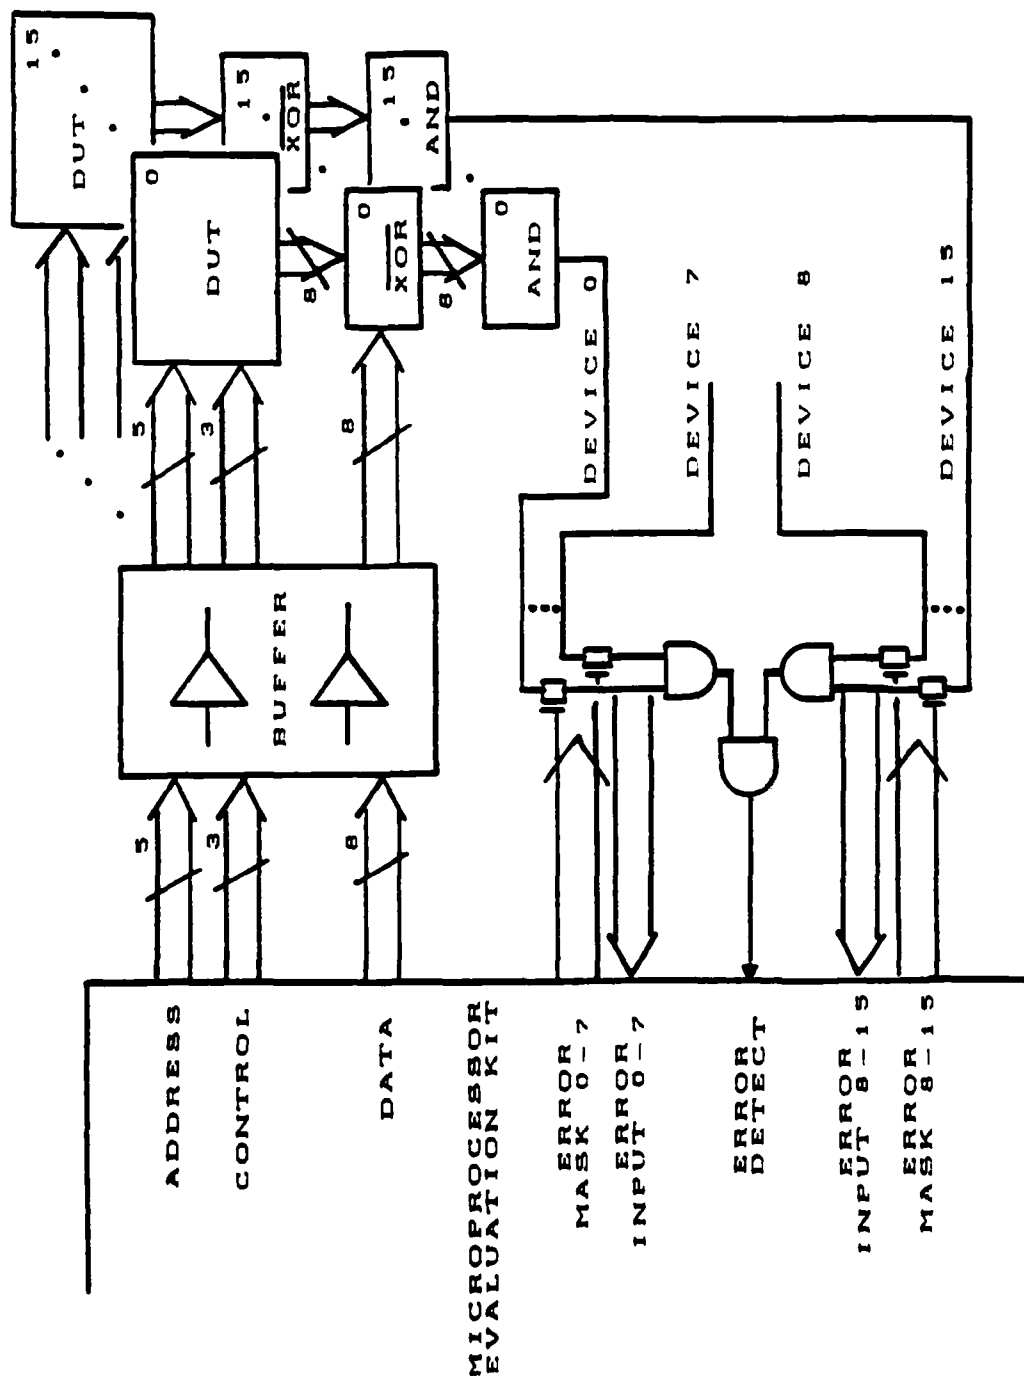 15
DUT
15
XOR
15
AND
0
DUT
8
0
XOR
8
0
AND
5
3
8
DEVICE 0
DEVICE 7
DEVICE 8
DEVICE 15
BUFFER
5
3
8
ADDRESS
CONTROL
DATA
MICROPROCESSOR
EVALUATION KIT
ERROR
MASK 0-7
ERROR
INPUT 0-7
ERROR
DETECT
ERROR
INPUT 8-15
ERROR
MASK 8-15